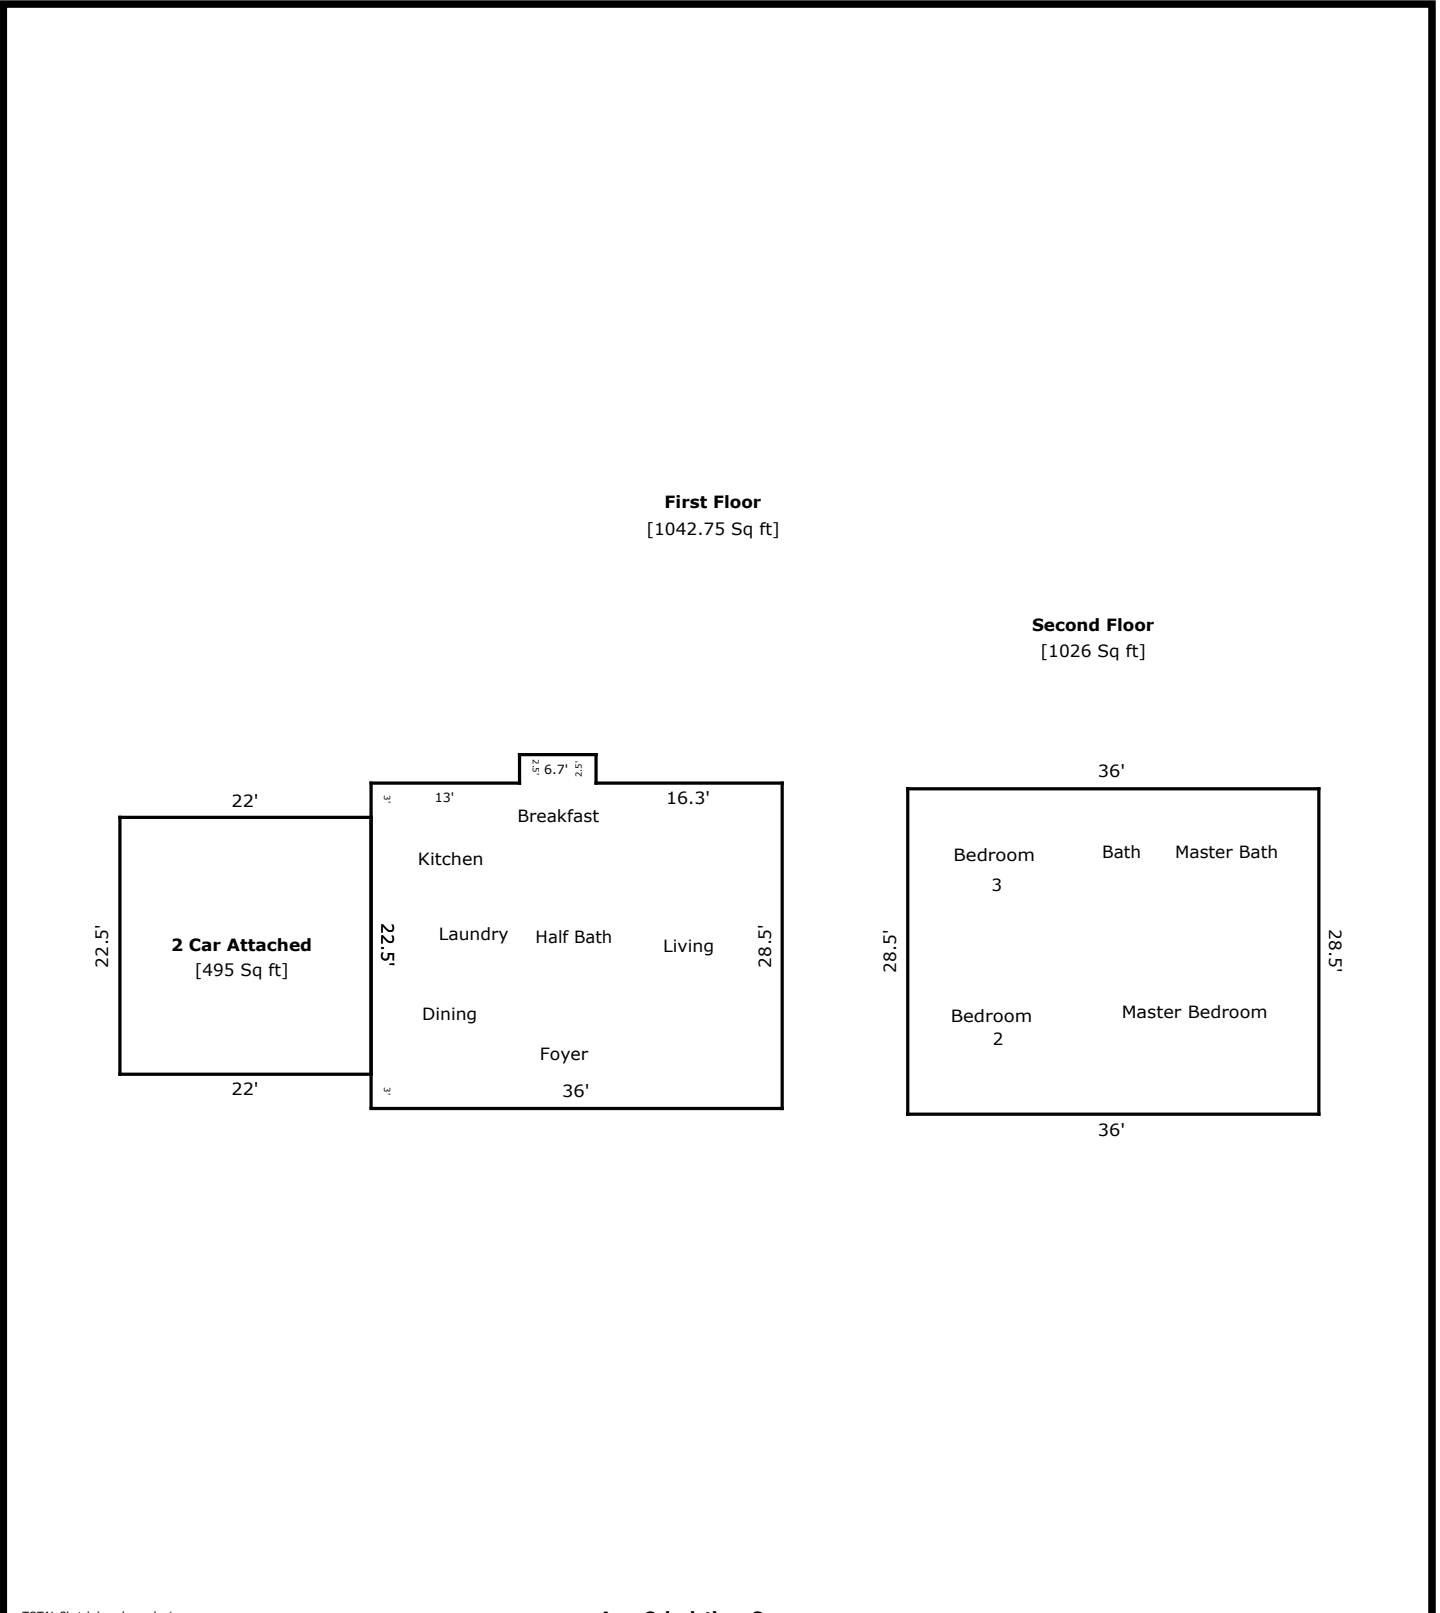 First Floor
[1042.75 Sq ft]
Second Floor
[1026 Sq ft]
2.5' 6.7' 2.5'
36'
22'
3' 13' 16.3'
Breakfast
Kitchen
Bedroom
3
Bath Master Bath
22.5'
2 Car Attached
[495 Sq ft]
22.5'
Laundry Half Bath Living
28.5'
28.5'
28.5'
Dining
Bedroom
2
Master Bedroom
Foyer
22'
3' 36'
36'